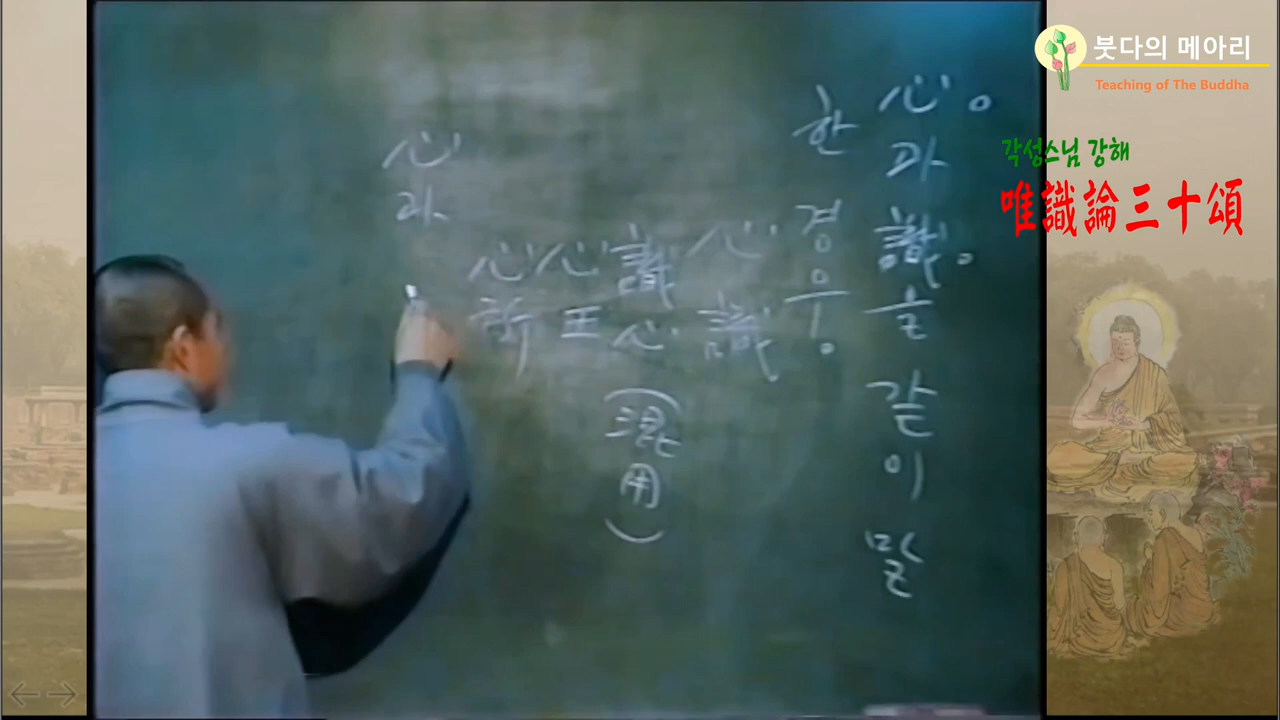 붓다의 메아리
Teaching of The Buddha
각성스님 강해
唯識論三十頌
心。과 識。로 같이 말
한 경우。
心識
識心(混用)
心王
心所
心과